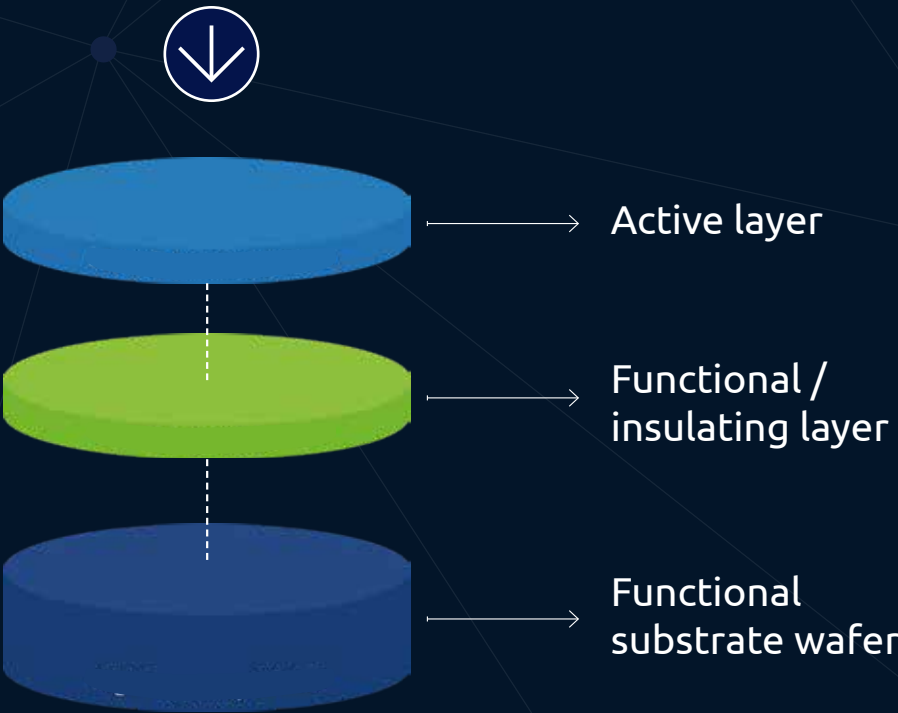 Active layer
Functional /
insulating layer
Functional
substrate wafer